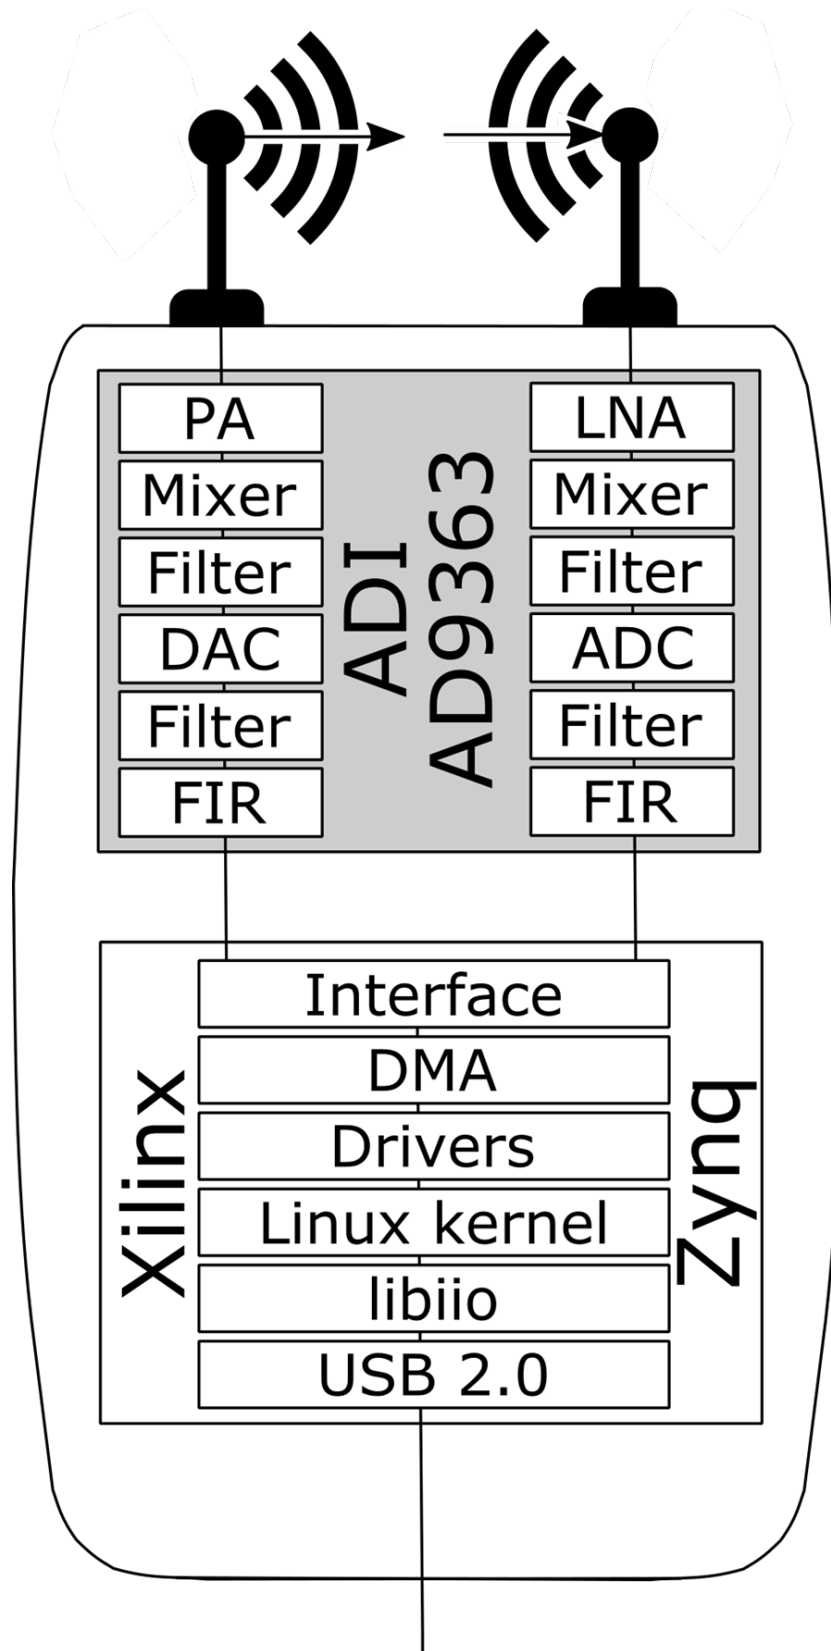 PA
Mixer
Filter
DAC
Filter
FIR
ADI
AD9363
LNA
Mixer
Filter
ADC
Filter
FIR
Xilinx
Interface
DMA
Drivers
Linux kernel
libiio
USB 2.0
Zynq